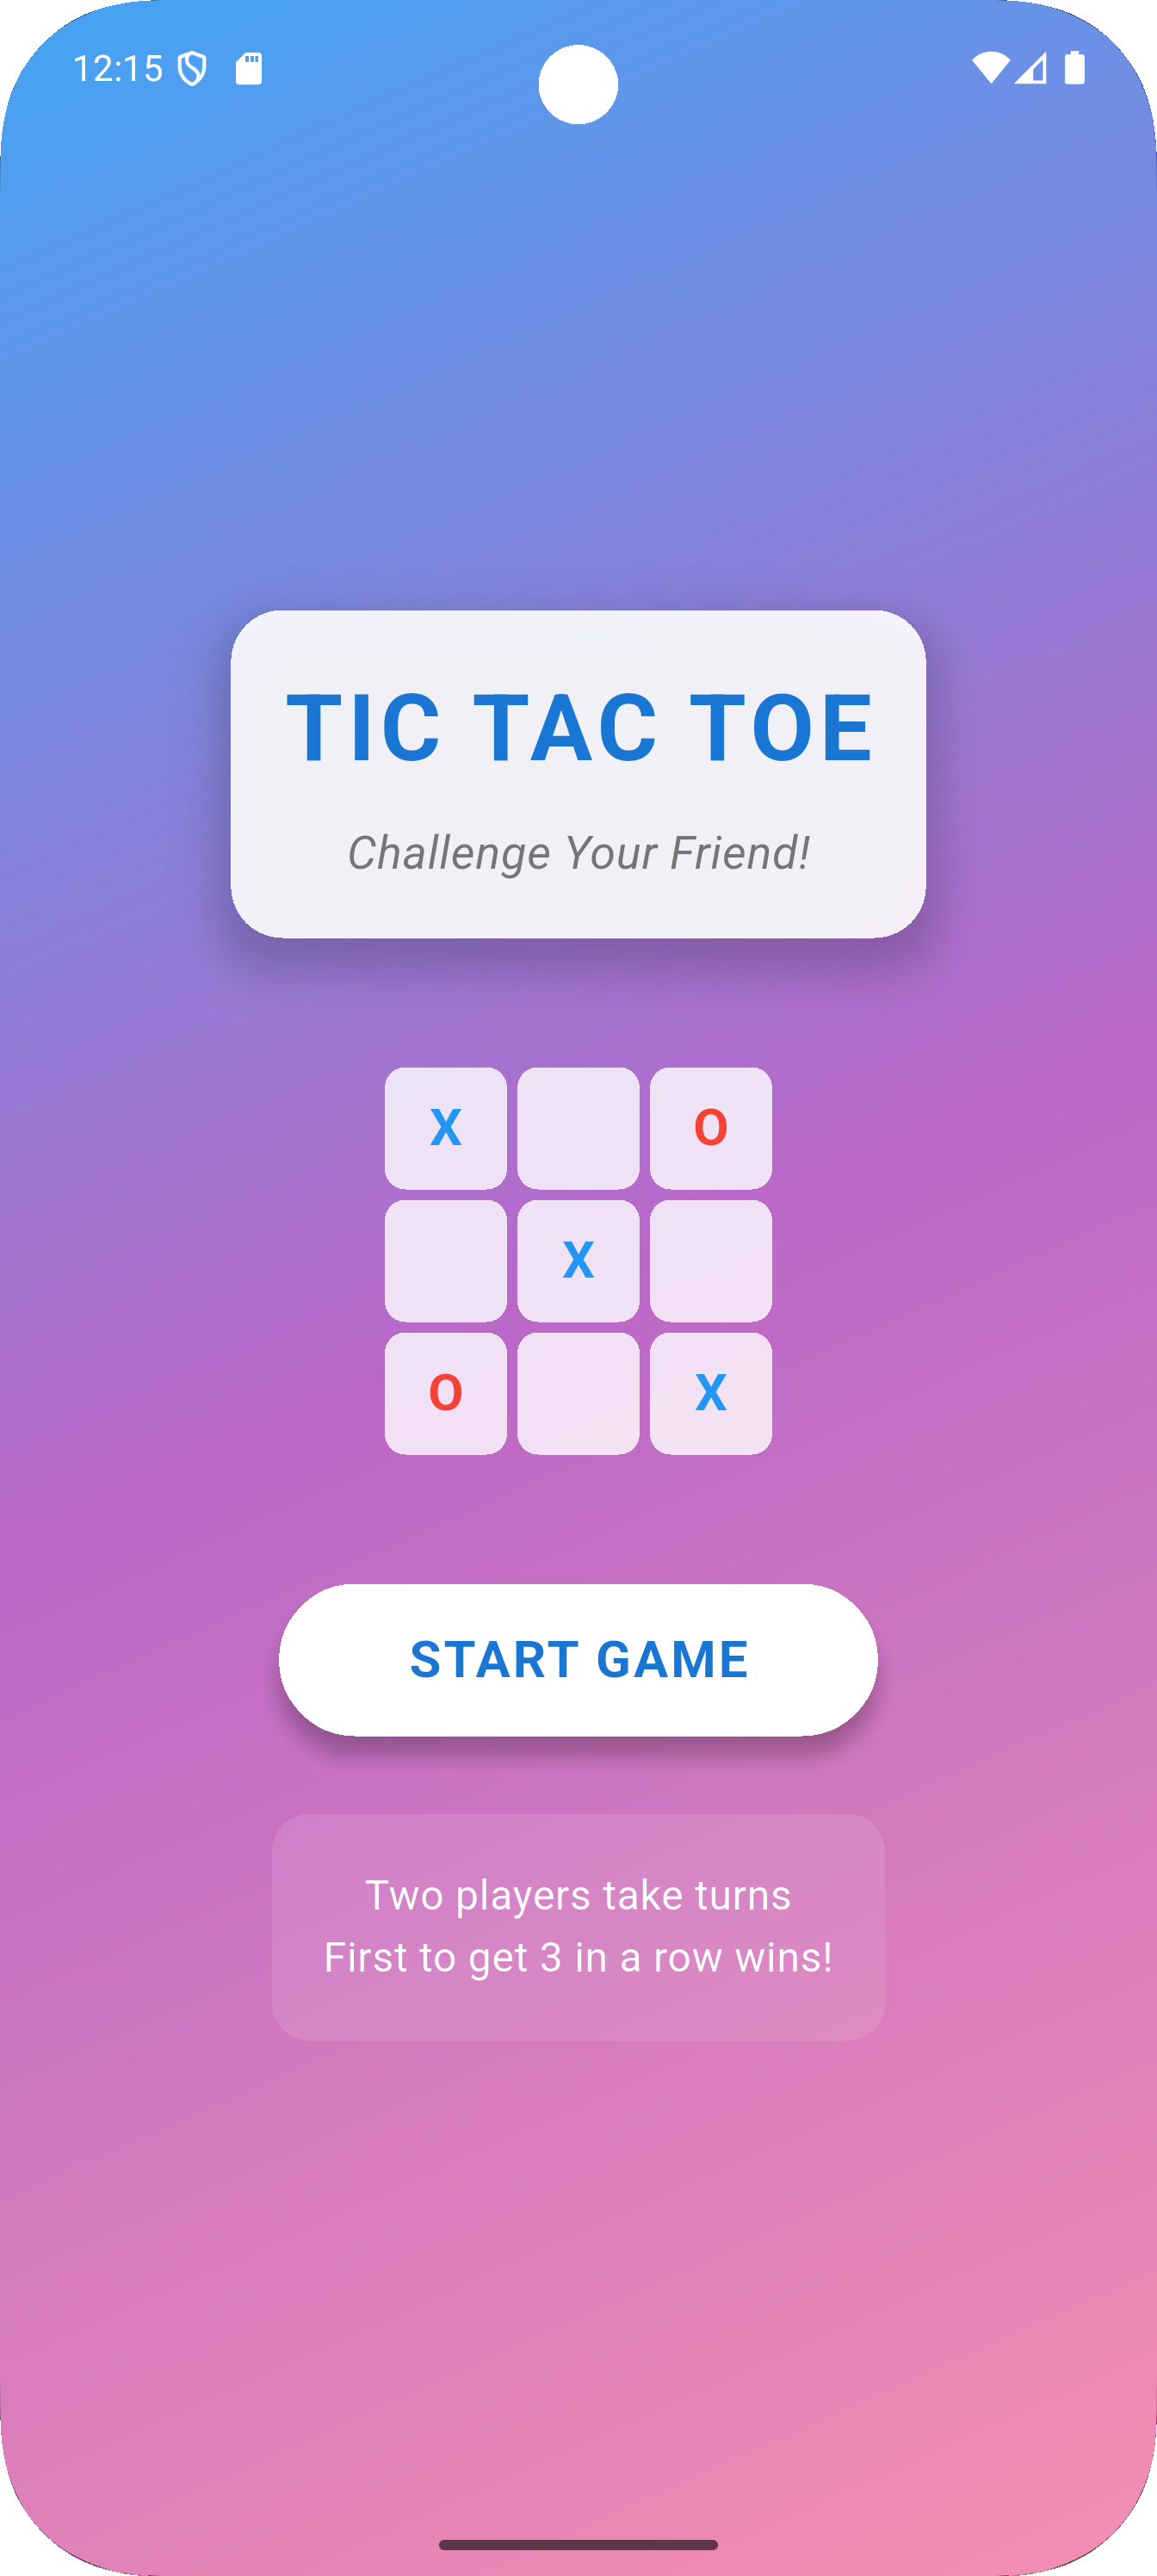 12:15
TIC TAC TOE
Challenge Your Friend!
X O
X
O X
START GAME
Two players take turns
First to get 3 in a row wins!